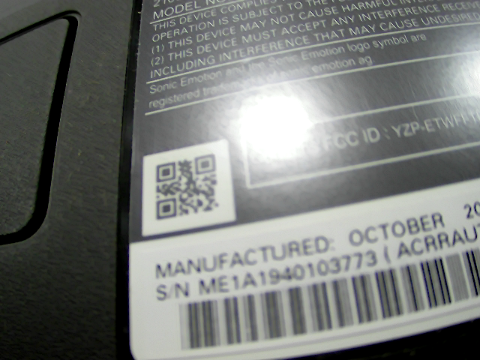 MODEL
THIS DEVICE COMPLIES
OPERATION IS SUBJECT TO THE
(1) THIS DEVICE MAY NOT CAUSE HARMFUL
(2) THIS DEVICE MUST ACCEPT ANY INTERFERENCE
INCLUDING INTERFERENCE THAT MAY CAUSE UNDESIRED
Sonic Emotion and the Sonic Emotion logo symbol are
registered emotion ag
FCC ID : YZP-
MANUFACTURED: OCTOBER 20
S/N ME1A1940103773 ( ACRRAUT